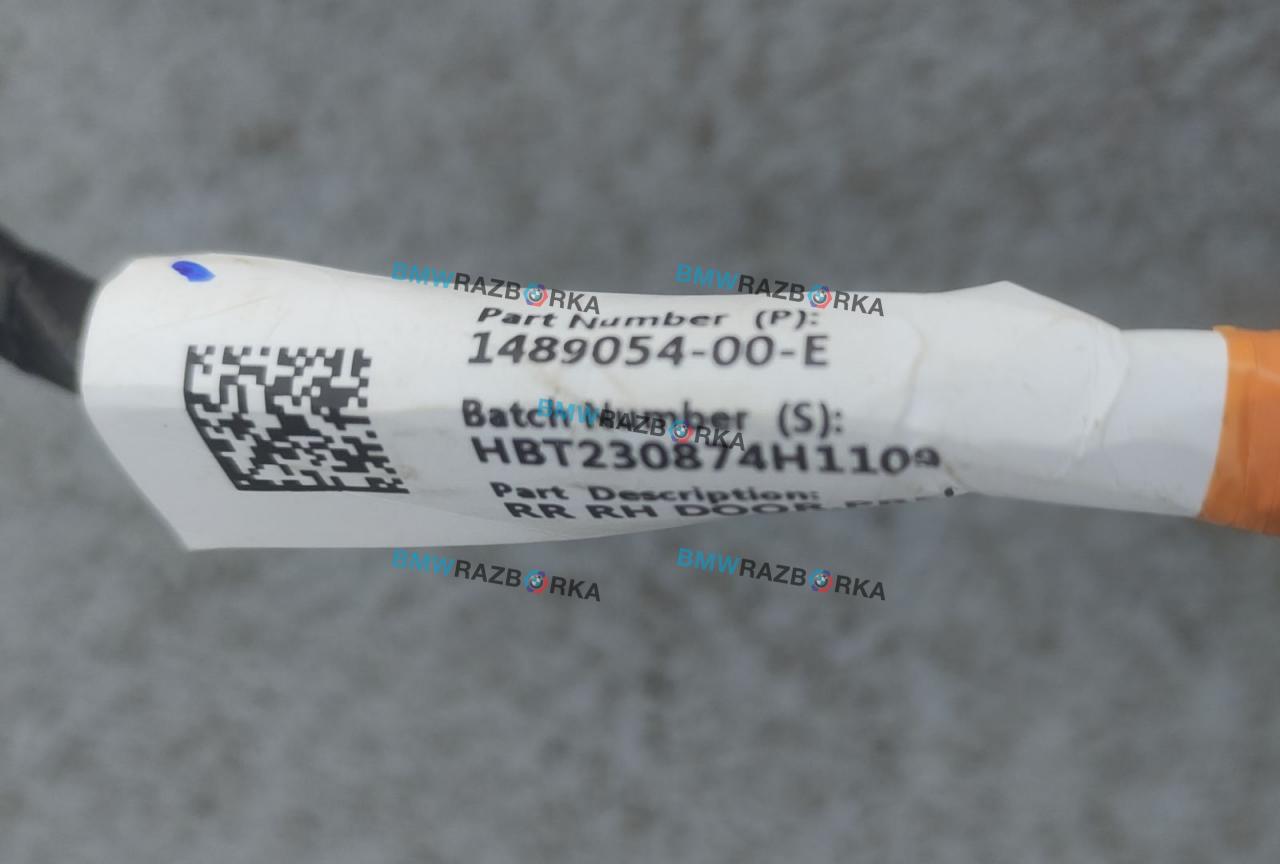 BMWRAZBORKA
BMWRAZBORKA
Part Number (P):
1489054-00-E
BMWRAZBORKA
Batch Number (S):
HBT230874H1109
Part Description:
RR RH DOOR
BMWRAZBORKA
BMWRAZBORKA